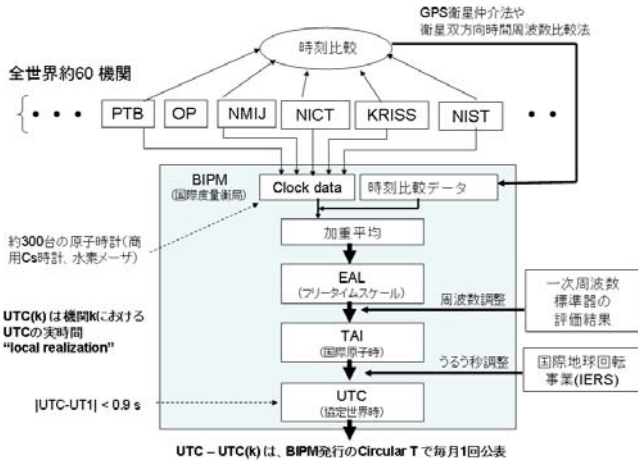 GPS衛星仲介法や
衛星双方向時間周波数比較法
時刻比較
全世界約60 機関
・・・ PTB OP NMIJ NICT KRISS NIST ・・
BIPM
(国際度量衡局)
Clock data
時刻比較データ
約300台の原子時計(商
用Cs時計、水素メーザ)
加重平均
EAL
(フリータイムスケール)
周波数調整
一次周波数
標準器の
評価結果
UTC(k) は機関kにおける
UTCの実時間
“local realization”
TAI
(国際原子時)
うるう秒調整
国際地球回転
事業(IERS)
|UTC-UT1| < 0.9 s
UTC
(協定世界時)
UTC – UTC(k) は、BIPM発行のCircular T で毎月1回公表